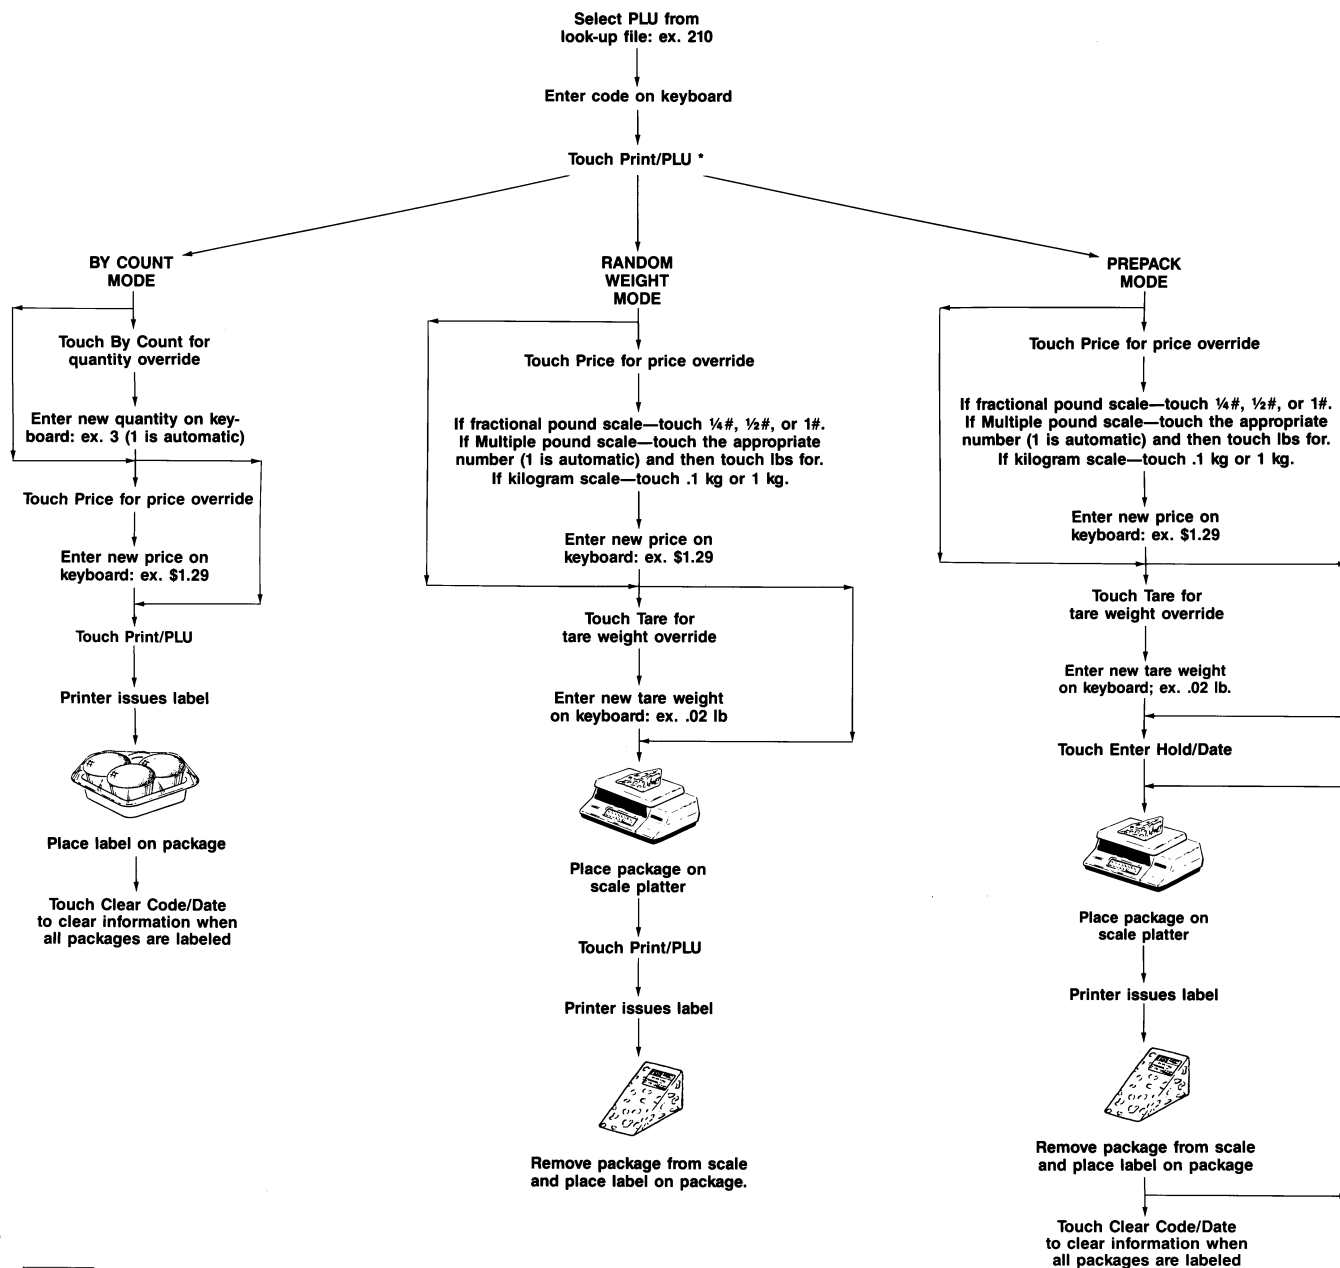 Select PLU from
look-up file: ex. 210
Enter code on keyboard
Touch Print/PLU *
BY COUNT
MODE
Touch By Count for
quantity override
Enter new quantity on key-
board: ex. 3 (1 is automatic)
Touch Price for price override
Enter new price on
keyboard: ex. $1.29
Touch Print/PLU
Printer issues label
Place label on package
Touch Clear Code/Date
to clear information when
all packages are labeled
RANDOM
WEIGHT
MODE
Touch Price for price override
If fractional pound scale—touch ¼#, ½#, or 1#.
If Multiple pound scale—touch the appropriate
number (1 is automatic) and then touch lbs for.
If kilogram scale—touch .1 kg or 1 kg.
Enter new price on
keyboard: ex. $1.29
Touch Tare for
tare weight override
Enter new tare weight
on keyboard: ex. .02 lb
Place package on
scale platter
Touch Print/PLU
Printer issues label
Remove package from scale
and place label on package.
PREPACK
MODE
Touch Price for price override
If fractional pound scale—touch ¼#, ½#, or 1#.
If Multiple pound scale—touch the appropriate
number (1 is automatic) and then touch lbs for.
If kilogram scale—touch .1 kg or 1 kg.
Enter new price on
keyboard: ex. $1.29
Touch Tare for
tare weight override
Enter new tare weight
on keyboard; ex. .02 lb.
Touch Enter Hold/Date
Place package on
scale platter
Printer issues label
Remove package from scale
and place label on package
Touch Clear Code/Date
to clear information when
all packages are labeled